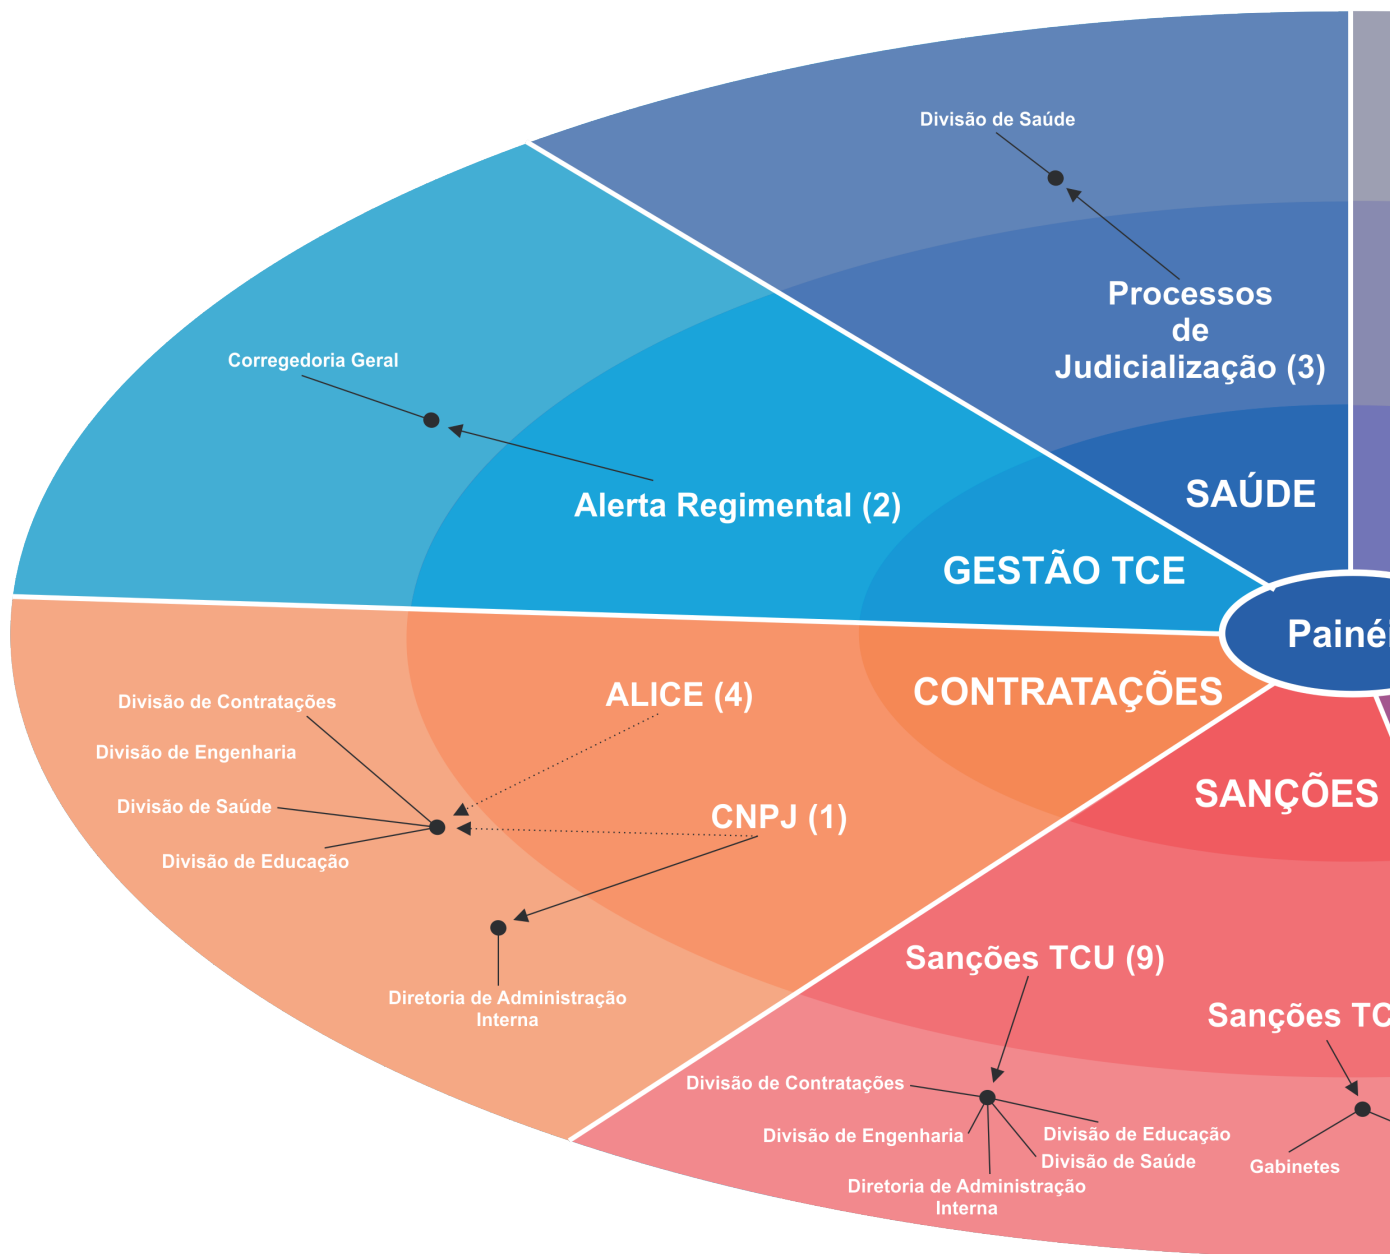 Divisão de Saúde
Processos
de
Judicialização (3)
SAÚDE
Corregedoria Geral
Alerta Regimental (2)
GESTÃO TCE
Painéi
CONTRATAÇÕES
ALICE (4)
Divisão de Contratações
Divisão de Engenharia
Divisão de Saúde
Divisão de Educação
CNPJ (1)
Diretoria de Administração
Interna
SANÇÕES
Sanções TCU (9)
Sanções TC
Divisão de Contratações
Divisão de Engenharia
Divisão de Educação
Divisão de Saúde
Diretoria de Administração
Interna
Gabinetes